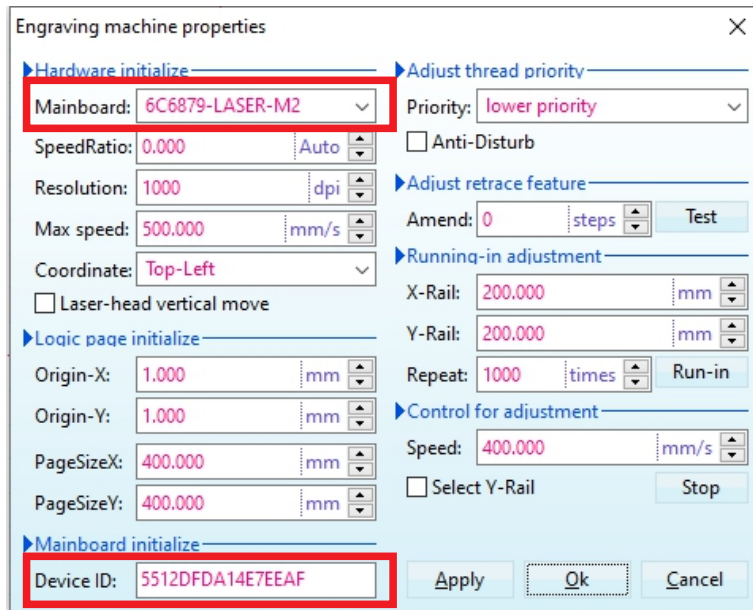 Engraving machine properties
Hardware initialize
Mainboard: 6C6879-LASER-M2
SpeedRatio: 0.000 Auto
Resolution: 1000 dpi
Max speed: 500.000 mm/s
Coordinate: Top-Left
Laser-head vertical move
Logic page initialize
Origin-X: 1.000 mm
Origin-Y: 1.000 mm
PageSizeX: 400.000 mm
PageSizeY: 400.000 mm
Mainboard initialize
Device ID: 5512DFDA14E7EEAF
Adjust thread priority
Priority: lower priority
Anti-Disturb
Adjust retrace feature
Amend: 0 steps Test
Running-in adjustment
X-Rail: 200.000 mm
Y-Rail: 200.000 mm
Repeat: 1000 times Run-in
Control for adjustment
Speed: 400.000 mm/s
Select Y-Rail Stop
Apply Ok Cancel